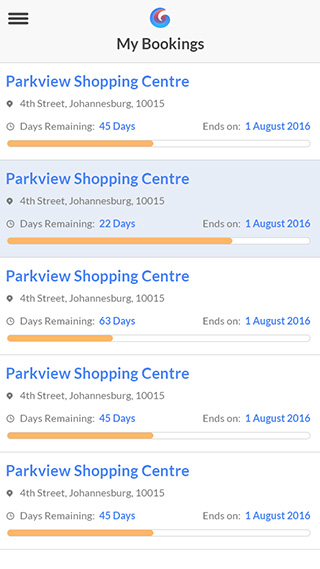 My Bookings
Parkview Shopping Centre
4th Street, Johannesburg, 10015
Days Remaining: 45 Days Ends on: 1 August 2016
Parkview Shopping Centre
4th Street, Johannesburg, 10015
Days Remaining: 22 Days Ends on: 1 August 2016
Parkview Shopping Centre
4th Street, Johannesburg, 10015
Days Remaining: 63 Days Ends on: 1 August 2016
Parkview Shopping Centre
4th Street, Johannesburg, 10015
Days Remaining: 45 Days Ends on: 1 August 2016
Parkview Shopping Centre
4th Street, Johannesburg, 10015
Days Remaining: 45 Days Ends on: 1 August 2016